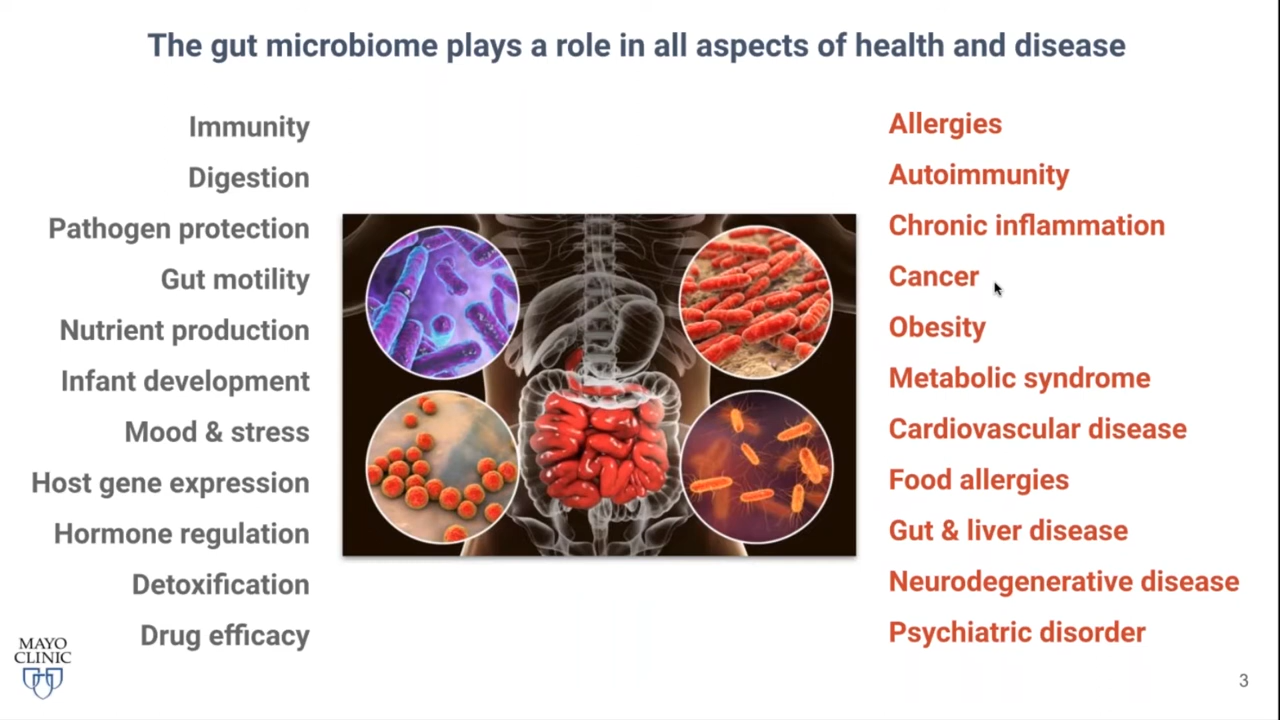 The gut microbiome plays a role in all aspects of health and disease
Immunity
Digestion
Pathogen protection
Gut motility
Nutrient production
Infant development
Mood & stress
Host gene expression
Hormone regulation
Detoxification
Drug efficacy
Allergies
Autoimmunity
Chronic inflammation
Cancer
Obesity
Metabolic syndrome
Cardiovascular disease
Food allergies
Gut & liver disease
Neurodegenerative disease
Psychiatric disorder
MAYO
CLINIC
3